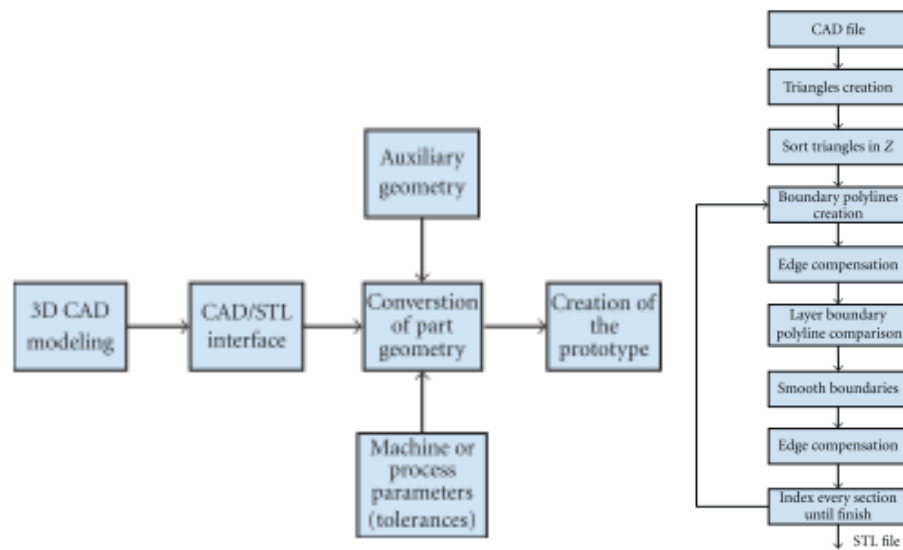 3D CAD
modeling
CAD/STL
interface
Auxiliary
geometry
Converstion
of part
geometry
Machine or
process
parameters
(tolerances)
Creation of
the
prototype
CAD file
Triangles creation
Sort triangles in Z
Boundary polylines
creation
Edge compensation
Layer boundary
polyline comparison
Smooth boundaries
Edge compensation
Index every section
until finish
STL file